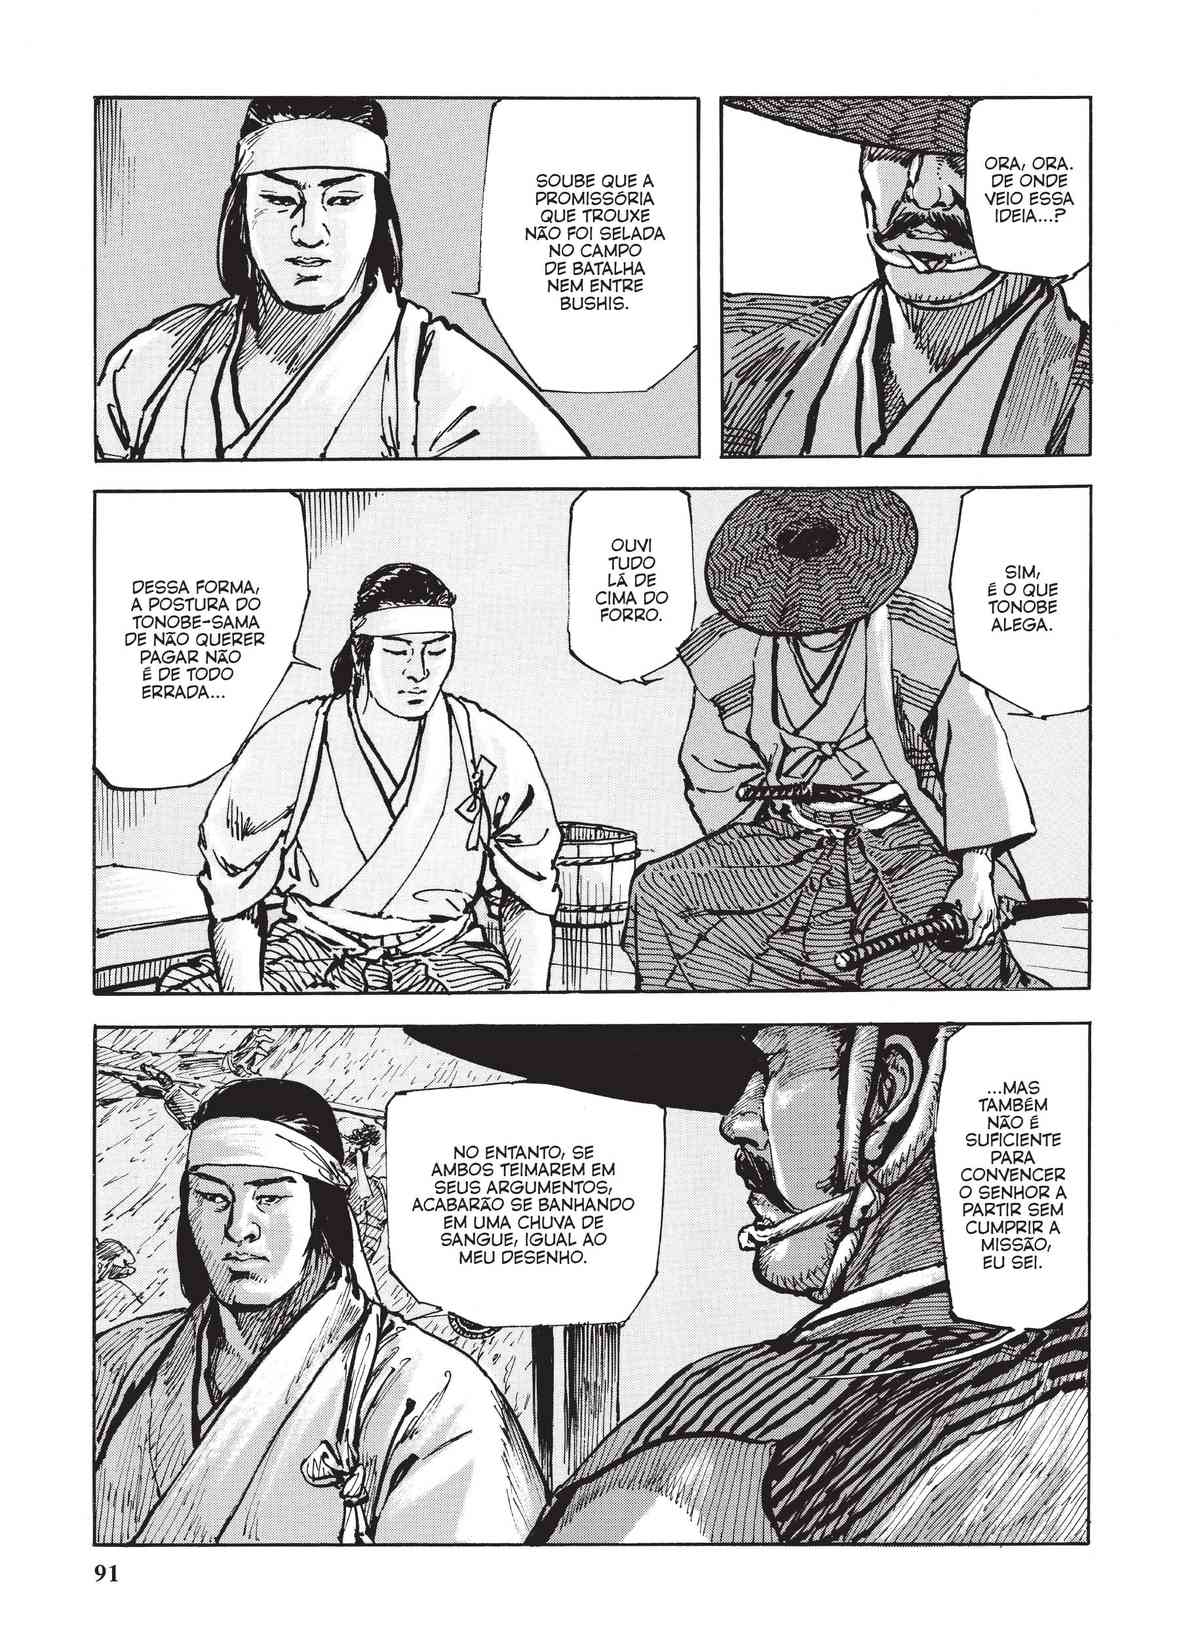 ORA, ORA.
DE ONDE
VEIO ESSA
IDEIA...?
SOUBE QUE A
PROMISSÓRIA
QUE TROUXE
NÃO FOI SELADA
NO CAMPO
DE BATALHA
NEM ENTRE
BUSHIS.
SIM,
É O QUE
TONOBE
ALEGA.
OUVI
TUDO
LÁ DE
CIMA DO
FORRO.
DESSA FORMA,
A POSTURA DO
TONOBE-SAMA
DE NÃO QUERER
PAGAR NÃO
É DE TODO
ERRADA...
...MAS
TAMBÉM
NÃO É
SUFICIENTE
PARA
CONVENCER
O SENHOR A
PARTIR SEM
CUMPRIR A
MISSÃO,
EU SEI.
NO ENTANTO, SE
AMBOS TEIMAREM EM
SEUS ARGUMENTOS,
ACABARÃO SE BANHANDO
EM UMA CHUVA DE
SANGUE, IGUAL AO
MEU DESENHO.
91